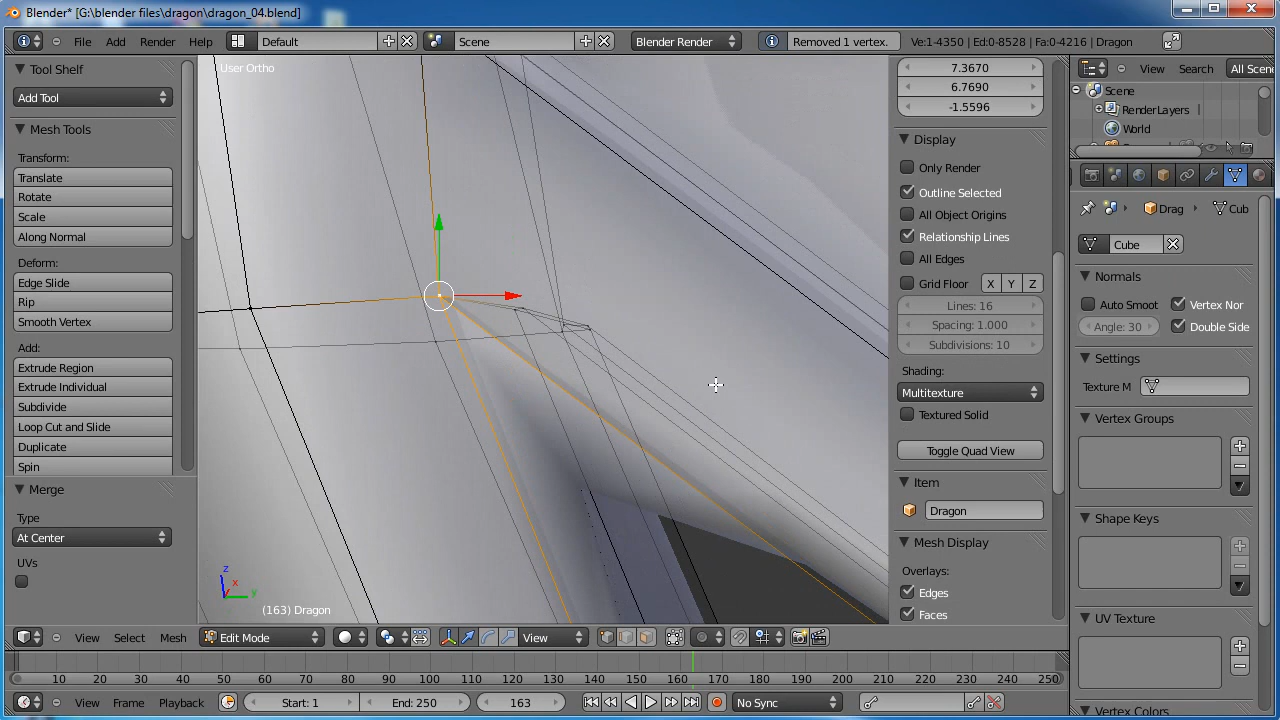 Blender* [G:\blender files\dragon\dragon_04.blend]
File Add Render Help Default Scene Blender Render Removed 1 vertex. Ve:1-4350 | Ed:0-8528 | Fa:0-4216 | Dragon
View Search All Scene
Tool Shelf
Add Tool
Mesh Tools
Transform:
Translate
Rotate
Scale
Along Normal
Deform:
Edge Slide
Rip
Smooth Vertex
Add:
Extrude Region
Extrude Individual
Subdivide
Loop Cut and Slide
Duplicate
Spin
Merge
Type
At Center
UVs
User Ortho
z
x
y
(163) Dragon
7.3670
6.7690
-1.5596
Display
Only Render
Outline Selected
All Object Origins
Relationship Lines
All Edges
Grid Floor X Y Z
Lines: 16
Spacing: 1.000
Subdivisions: 10
Shading:
Multitexture
Textured Solid
Toggle Quad View
Item
Dragon
Mesh Display
Overlays:
Edges
Faces
Scene
RenderLayers
World
Drag Cub
Cube
Normals
Auto Smoot Vertex Nor
Angle: 30 Double Side
Settings
Texture M
Vertex Groups
Shape Keys
UV Texture
Vertex Colors
View Select Mesh Edit Mode View
10 20 30 40 50 60 70 80 90 100 110 120 130 140 150 160 170 180 190 200 210 220 230 240 250
View Frame Playback Start: 1 End: 250 163 No Sync